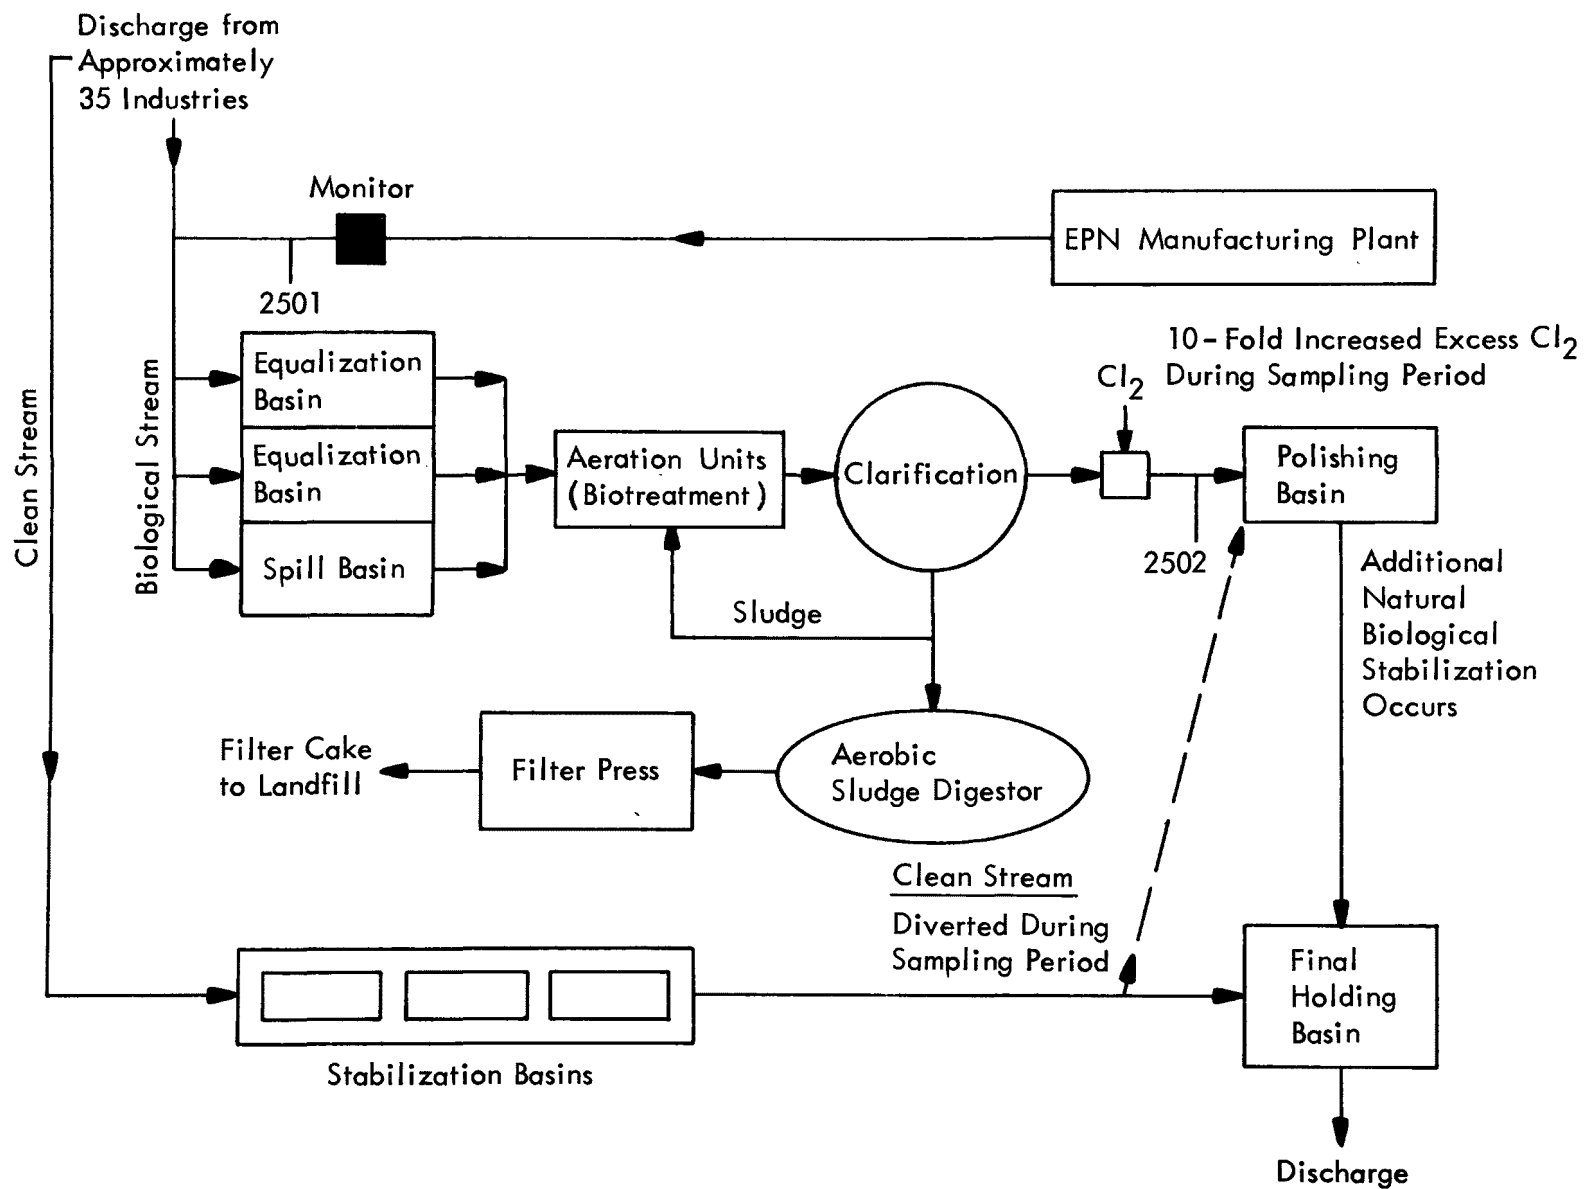 Discharge from
Approximately
35 Industries
Monitor
EPN Manufacturing Plant
2501
10-Fold Increased Excess Cl2
During Sampling Period
Cl2
Clean Stream
Biological Stream
Equalization
Basin
Equalization
Basin
Spill Basin
Aeration Units
(Biotreatment)
Clarification
Polishing
Basin
2502
Sludge
Additional
Natural
Biological
Stabilization
Occurs
Filter Cake
to Landfill
Filter Press
Aerobic
Sludge Digestor
Clean Stream
Diverted During
Sampling Period
Final
Holding
Basin
Stabilization Basins
Discharge